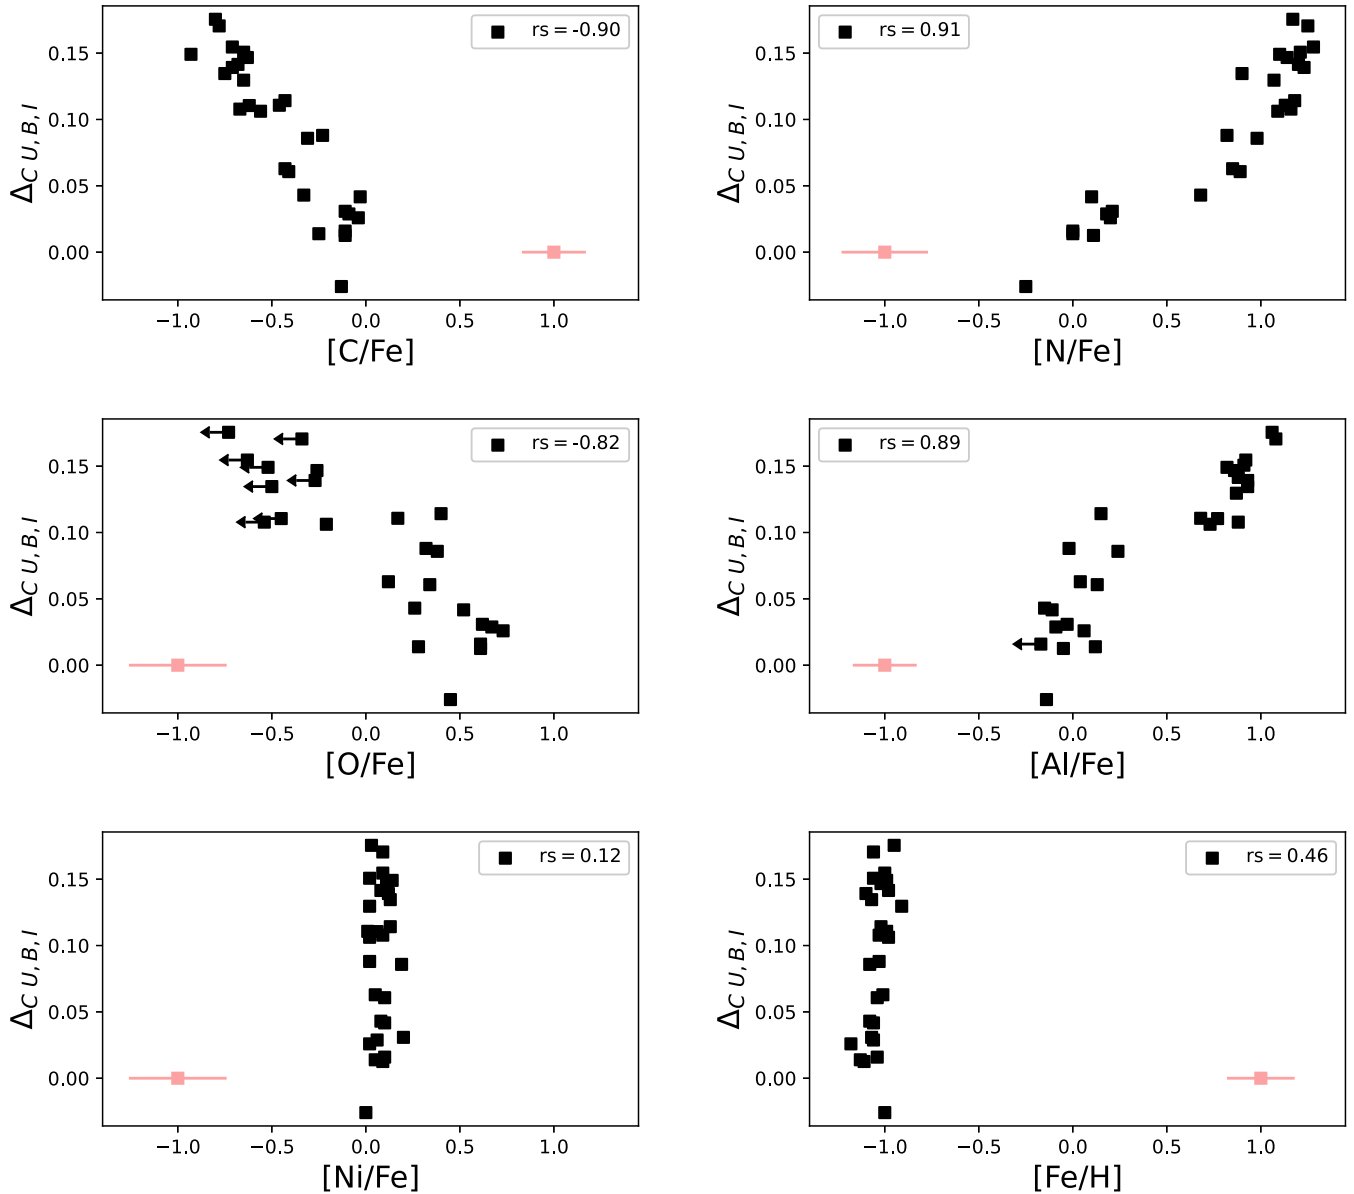 rs = -0.90
0.15
0.10
0.05
0.00
Δ_{C U, B, I}
−1.0 −0.5 0.0 0.5 1.0
[C/Fe]
rs = 0.91
0.15
0.10
0.05
0.00
Δ_{C U, B, I}
−1.0 −0.5 0.0 0.5 1.0
[N/Fe]
rs = -0.82
0.15
0.10
0.05
0.00
Δ_{C U, B, I}
−1.0 −0.5 0.0 0.5 1.0
[O/Fe]
rs = 0.89
0.15
0.10
0.05
0.00
Δ_{C U, B, I}
−1.0 −0.5 0.0 0.5 1.0
[Al/Fe]
rs = 0.12
0.15
0.10
0.05
0.00
Δ_{C U, B, I}
−1.0 −0.5 0.0 0.5 1.0
[Ni/Fe]
rs = 0.46
0.15
0.10
0.05
0.00
Δ_{C U, B, I}
−1.0 −0.5 0.0 0.5 1.0
[Fe/H]